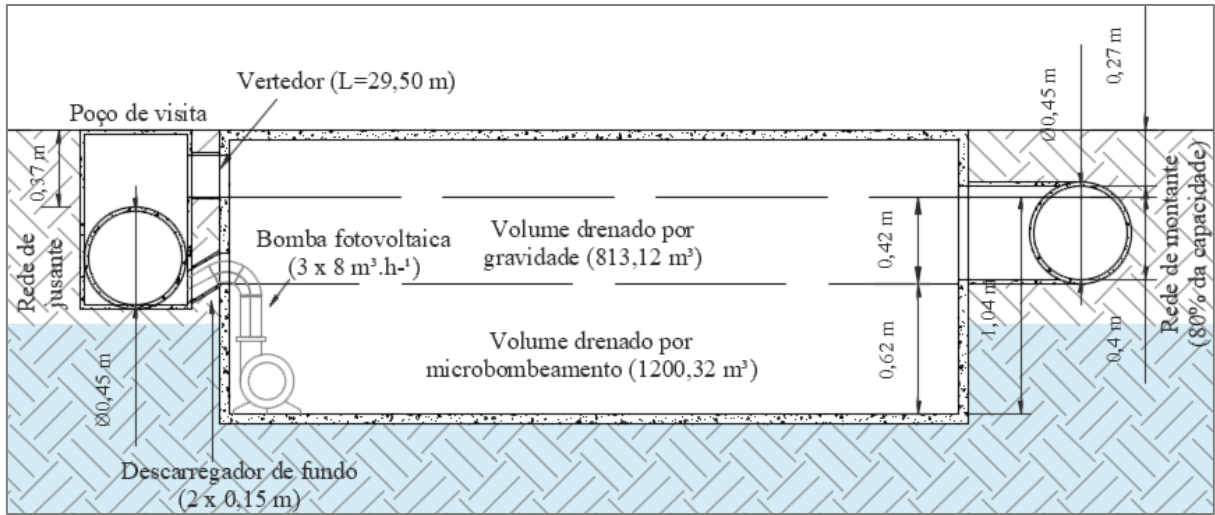 Vertedor (L=29,50 m)
Poço de visita
0,37 m
Rede de
jusante
Ø0,45 m
Bomba fotovoltaica
(3 x 8 m³.h-¹)
Volume drenado por
gravidade (813,12 m³)
Volume drenado por
microbombeamento (1200,32 m³)
Descarregador de fundo
(2 x 0,15 m)
0,42 m
0,62 m
1,04 m
Ø0,45 m
0,27 m
0,4 m
Rede de montante
(80% da capacidade)